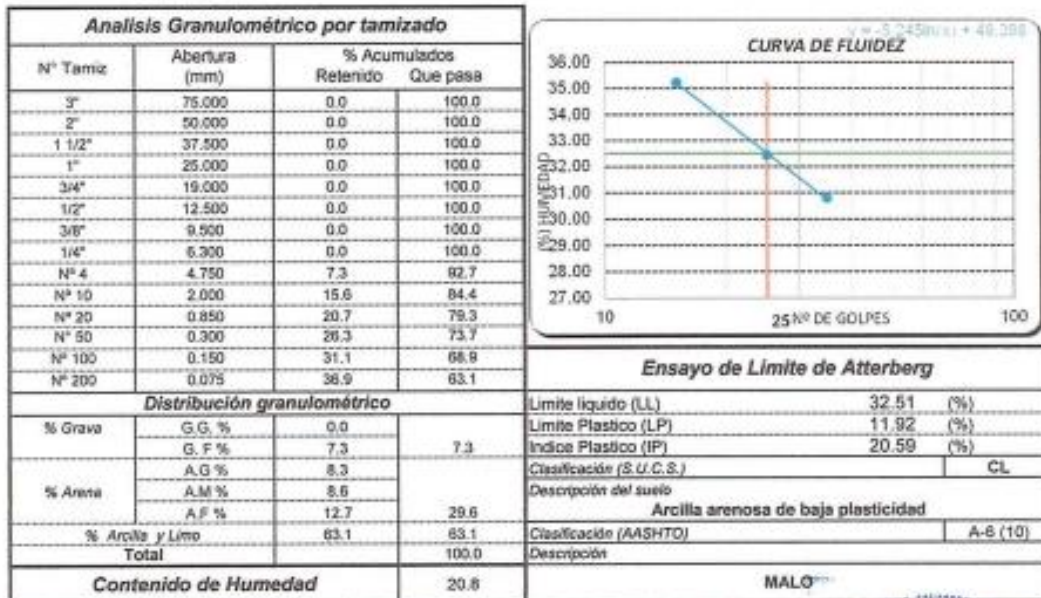 Analisis Granulométrico por tamizado
N° Tamiz Abertura (mm) % Acumulados
Retenido Que pasa
3" 75.000 0.0 100.0
2" 50.000 0.0 100.0
1 1/2" 37.500 0.0 100.0
1" 25.000 0.0 100.0
3/4" 19.000 0.0 100.0
1/2" 12.500 0.0 100.0
3/8" 9.500 0.0 100.0
1/4" 6.300 0.0 100.0
Nº 4 4.750 7.3 92.7
Nº 10 2.000 15.6 84.4
Nº 20 0.850 20.7 79.3
N° 50 0.300 26.3 73.7
Nº 100 0.150 31.1 68.9
Nº 200 0.075 36.9 63.1
Distribución granulométrico
% Grava G.G. % 0.0
G. F % 7.3 7.3
A.G % 8.3
% Arena A.M % 8.6
A.F % 12.7 29.6
% Arcilla y Limo 63.1 63.1
Total 100.0
Contenido de Humedad 20.8
CURVA DE FLUIDEZ
36.00
35.00
34.00
33.00
32.00
31.00
30.00
29.00
28.00
27.00
(%) HUMEDAD
10 25 Nº DE GOLPES 100
Ensayo de Limite de Atterberg
Limite liquido (LL) 32.51 (%)
Limite Plastico (LP) 11.92 (%)
Indice Plastico (IP) 20.59 (%)
Clasificación (S.U.C.S.) CL
Descripción del suelo
Arcilla arenosa de baja plasticidad
Clasificación (AASHTO) A-6 (10)
Descripción
MALO